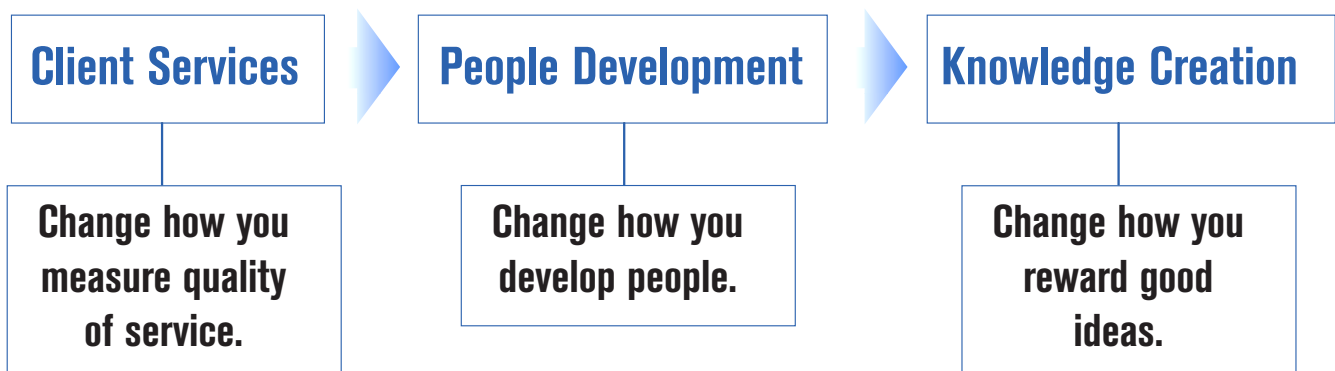 Client Services
People Development
Knowledge Creation
Change how you
measure quality
of service.
Change how you
develop people.
Change how you
reward good
ideas.